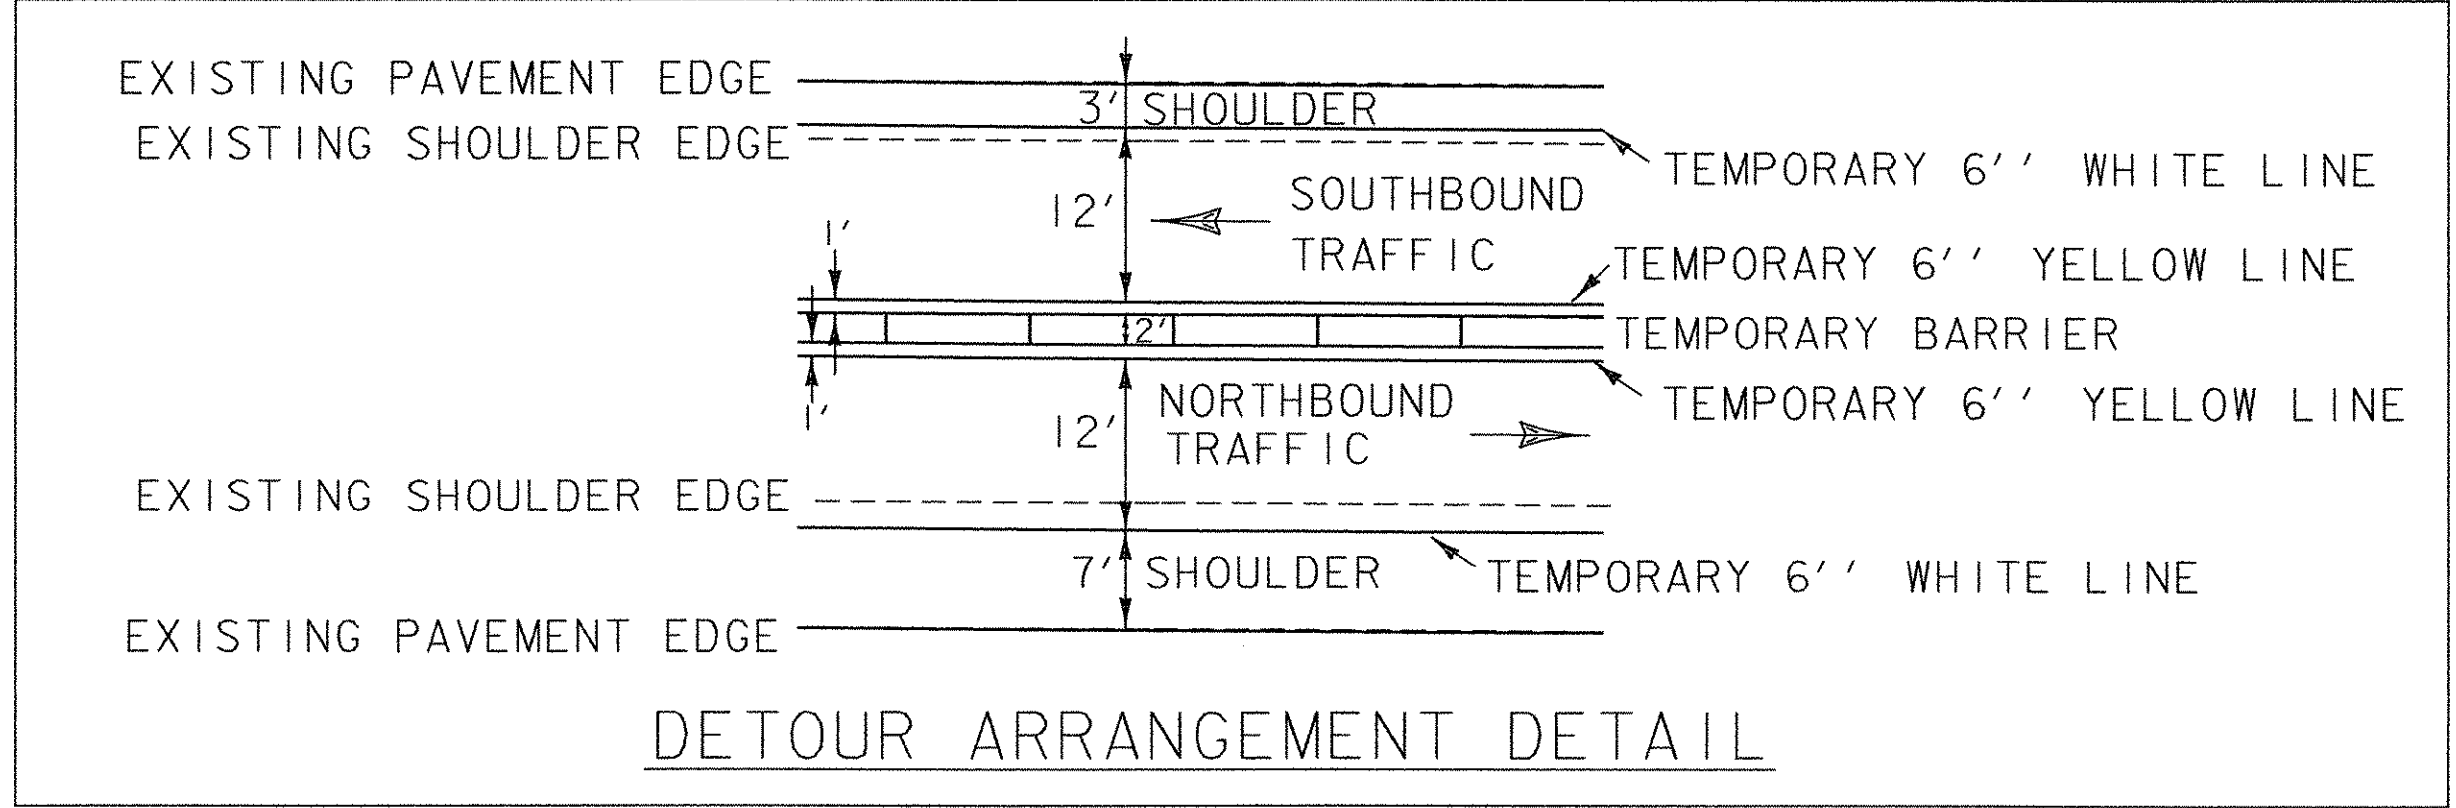 EXISTING PAVEMENT EDGE
3' SHOULDER
EXISTING SHOULDER EDGE
TEMPORARY 6'' WHITE LINE
12'
SOUTHBOUND
TRAFFIC
1'
TEMPORARY 6'' YELLOW LINE
2'
TEMPORARY BARRIER
1'
12'
NORTHBOUND
TRAFFIC
TEMPORARY 6'' YELLOW LINE
EXISTING SHOULDER EDGE
7' SHOULDER
TEMPORARY 6'' WHITE LINE
EXISTING PAVEMENT EDGE
DETOUR ARRANGEMENT DETAIL